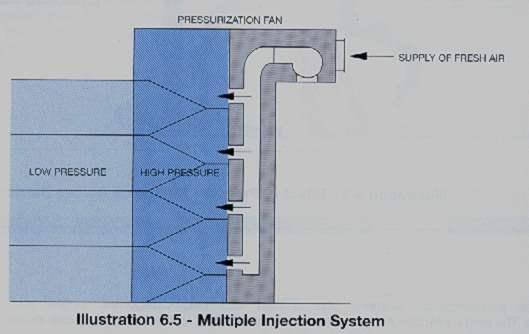 PRESSURIZATION FAN
SUPPLY OF FRESH AIR
LOW PRESSURE
HIGH PRESSURE
Illustration 6.5 - Multiple Injection System